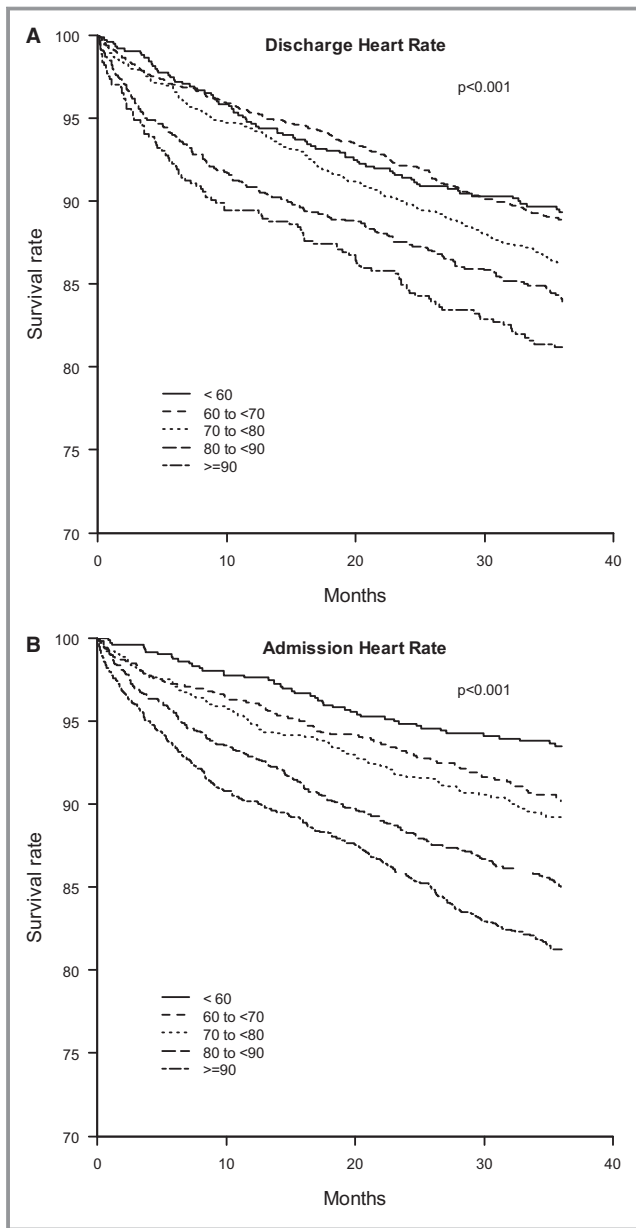 A
Discharge Heart Rate
p<0.001
100
95
90
85
80
75
70
Survival rate
< 60
60 to <70
70 to <80
80 to <90
>=90
0 10 20 30 40
Months
B
Admission Heart Rate
p<0.001
100
95
90
85
80
75
70
Survival rate
< 60
60 to <70
70 to <80
80 to <90
>=90
0 10 20 30 40
Months